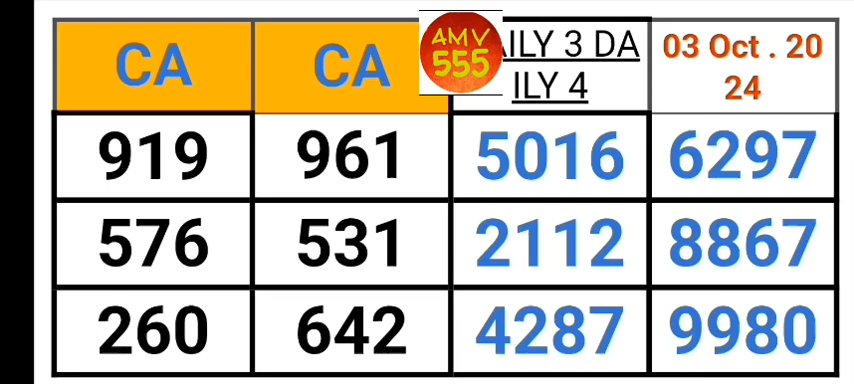 CA CA AMV 555 AILY 3 DA 03 Oct . 20
ILY 4 24
919 961 5016 6297
576 531 2112 8867
260 642 4287 9980